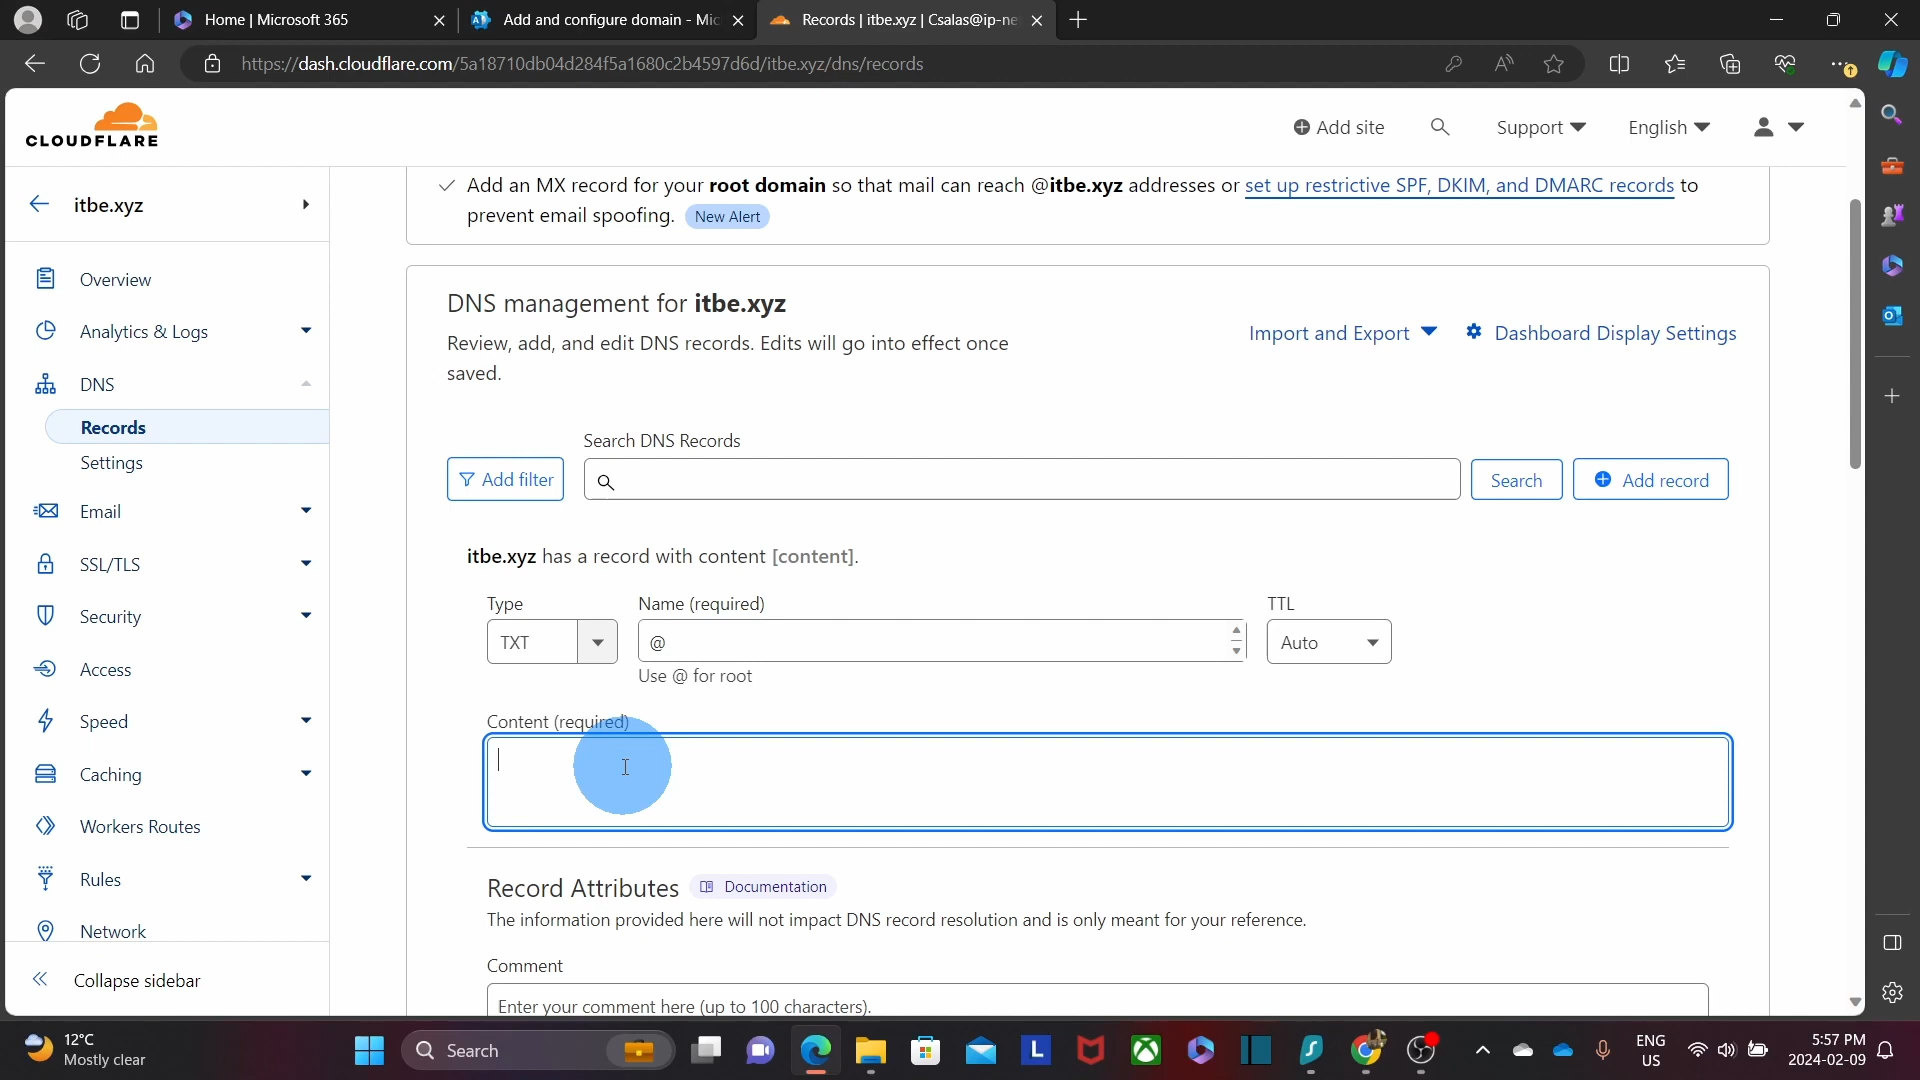 Home | Microsoft 365
Add and configure domain - Mic
Records | itbe.xyz | Csalas@ip-ne
https://dash.cloudflare.com/5a18710db04d284f5a1680c2b4597d6d/itbe.xyz/dns/records
CLOUDFLARE
Add site
Support
English
itbe.xyz
Overview
Analytics & Logs
DNS
Records
Settings
Email
SSL/TLS
Security
Access
Speed
Caching
Workers Routes
Rules
Network
Collapse sidebar
Add an MX record for your root domain so that mail can reach @itbe.xyz addresses or set up restrictive SPF, DKIM, and DMARC records to
prevent email spoofing. New Alert
DNS management for itbe.xyz
Review, add, and edit DNS records. Edits will go into effect once
saved.
Import and Export
Dashboard Display Settings
Search DNS Records
Add filter
Search
Add record
itbe.xyz has a record with content [content].
Type
Name (required)
TTL
TXT
@
Auto
Use @ for root
Content (required)
Record Attributes Documentation
The information provided here will not impact DNS record resolution and is only meant for your reference.
Comment
Enter your comment here (up to 100 characters).
12°C
Mostly clear
Search
L
ENG
US
5:57 PM
2024-02-09